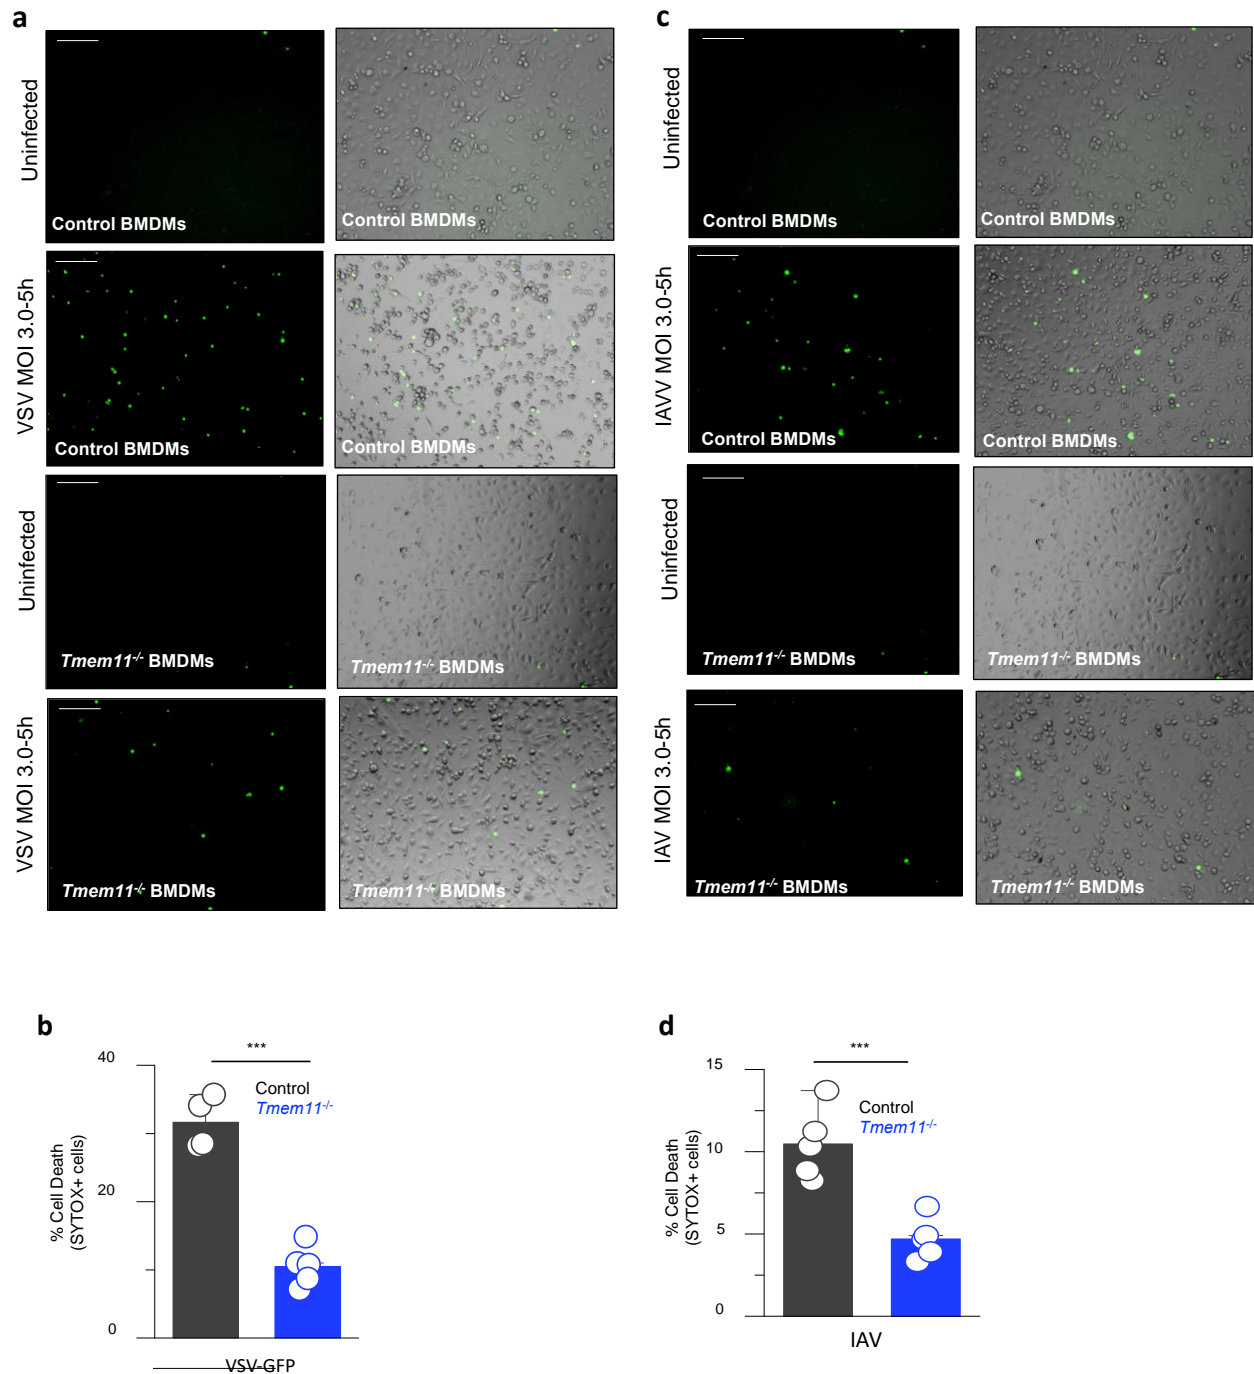 a
Uninfected
Control BMDMs
Control BMDMs
VSV MOI 3.0-5h
Control BMDMs
Control BMDMs
Uninfected
Tmem11-/- BMDMs
Tmem11-/- BMDMs
VSV MOI 3.0-5h
Tmem11-/- BMDMs
Tmem11-/- BMDMs
c
Uninfected
Control BMDMs
Control BMDMs
IAVV MOI 3.0-5h
Control BMDMs
Control BMDMs
Uninfected
Tmem11-/- BMDMs
Tmem11-/- BMDMs
IAV MOI 3.0-5h
Tmem11-/- BMDMs
Tmem11-/- BMDMs
b
% Cell Death
(SYTOX+ cells)
40
20
0
***
Control
Tmem11-/-
VSV-GFP
d
% Cell Death
(SYTOX+ cells)
15
10
5
0
***
Control
Tmem11-/-
IAV